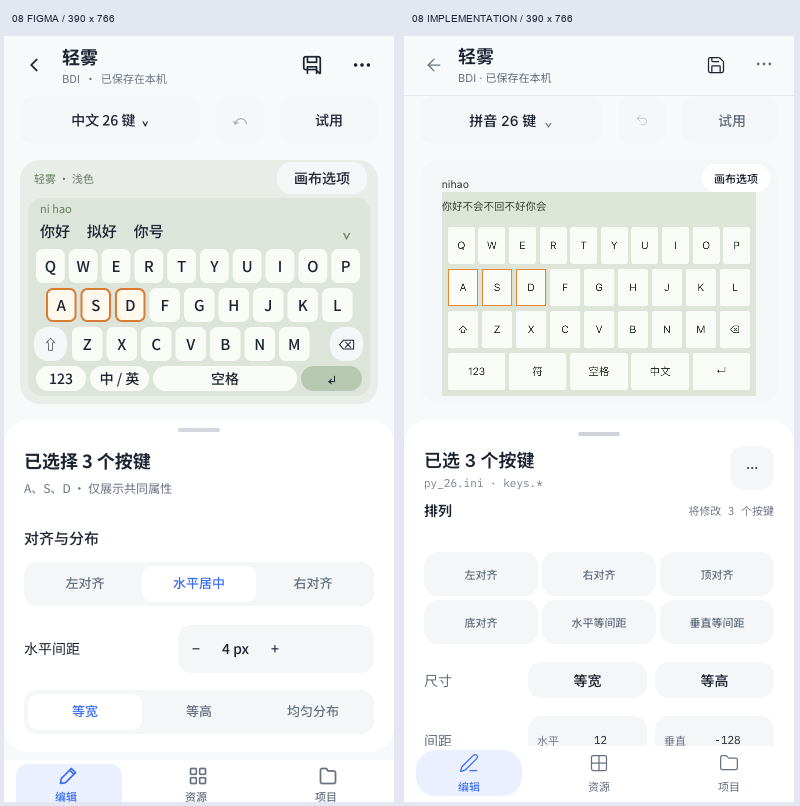 08 FIGMA / 390 x 766
轻雾
BDI • 已保存在本机
中文 26 键
试用
轻雾 • 浅色
画布选项
ni hao
你好 拟好 你号
Q W E R T Y U I O P
A S D F G H J K L
Z X C V B N M
123 中 / 英 空格
已选择 3 个按键
A、S、D • 仅展示共同属性
对齐与分布
左对齐 水平居中 右对齐
水平间距 − 4 px +
等宽 等高 均匀分布
编辑 资源 项目
08 IMPLEMENTATION / 390 x 766
轻雾
BDI · 已保存在本机
拼音 26 键
试用
画布选项
nihao
你好不会不回不好你会
Q W E R T Y U I O P
A S D F G H J K L
Z X C V B N M
123 符 空格 中文
已选 3 个按键
py_26.ini · keys.*
排列 将修改 3 个按键
左对齐 右对齐 顶对齐
底对齐 水平等间距 垂直等间距
尺寸 等宽 等高
间距 水平 12 垂直 -128
编辑 资源 项目